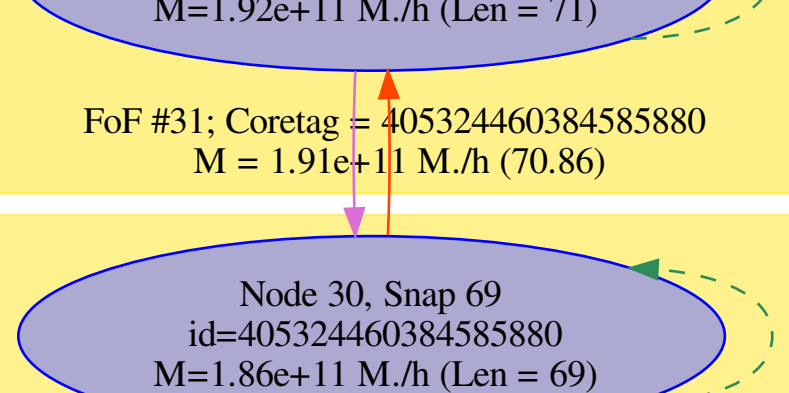 M=1.92e+11 M./h (Len = 71)
FoF #31; Coretag = 405324460384585880
M = 1.91e+11 M./h (70.86)
Node 30, Snap 69
id=405324460384585880
M=1.86e+11 M./h (Len = 69)